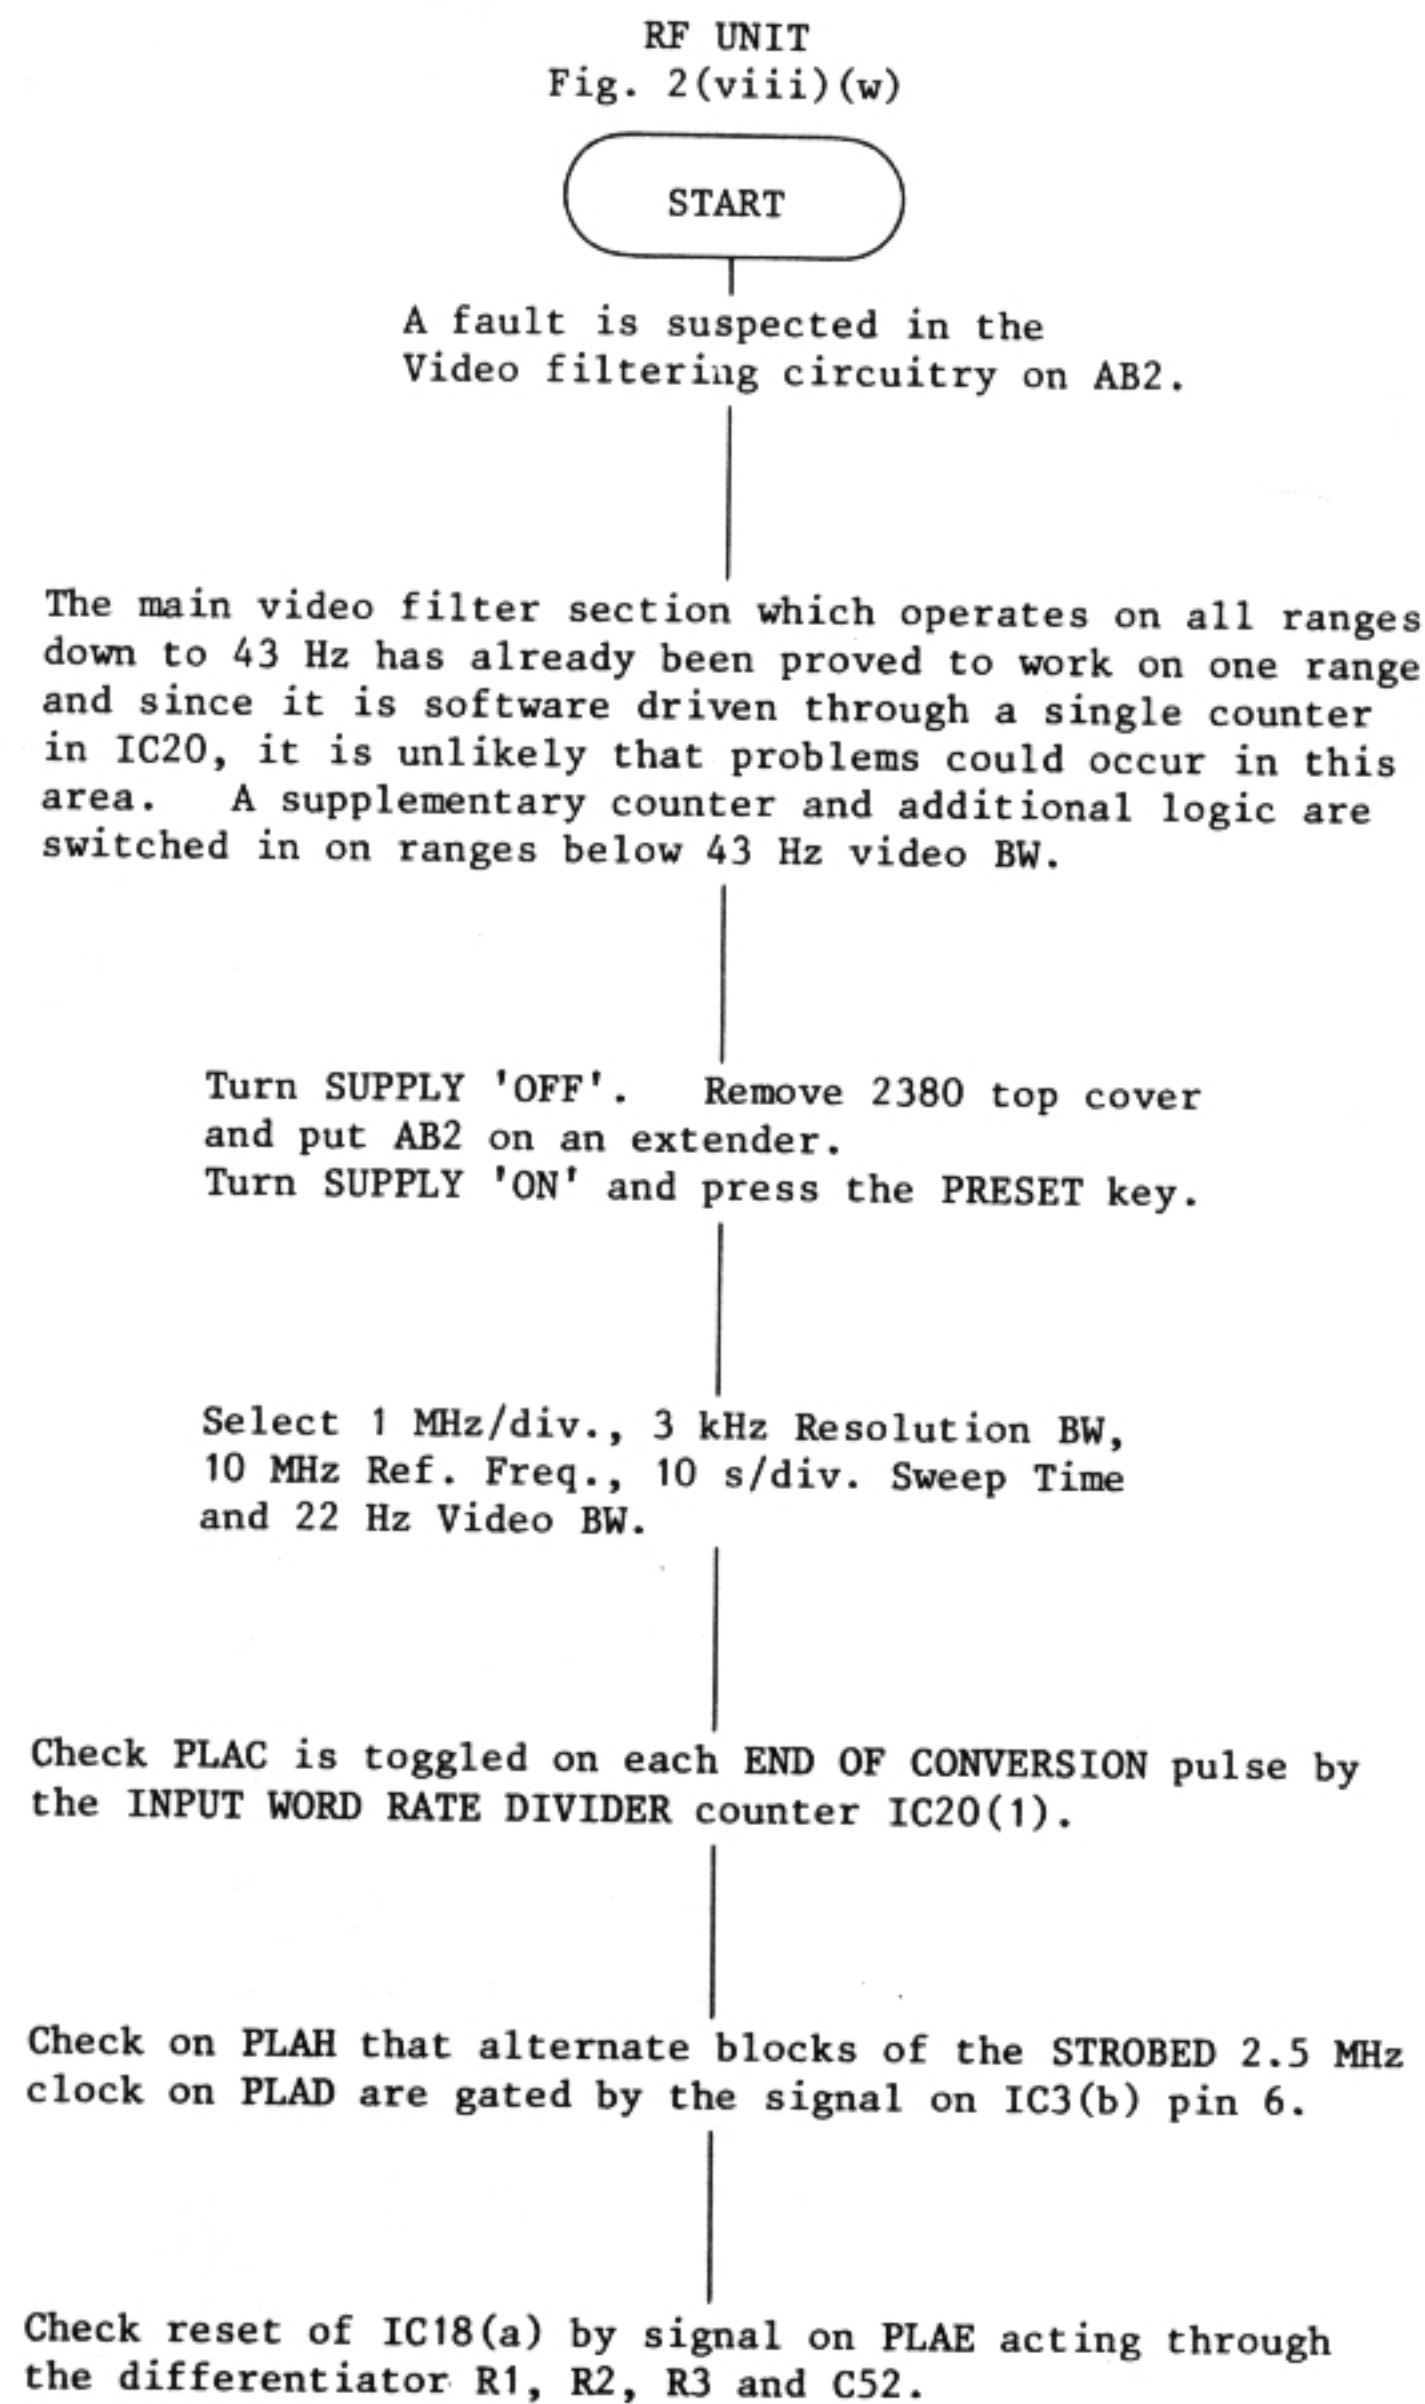 RF UNIT
Fig. 2(viii)(w)
START
A fault is suspected in the
Video filtering circuitry on AB2.
The main video filter section which operates on all ranges
down to 43 Hz has already been proved to work on one range
and since it is software driven through a single counter
in IC20, it is unlikely that problems could occur in this
area. A supplementary counter and additional logic are
switched in on ranges below 43 Hz video BW.
Turn SUPPLY 'OFF'. Remove 2380 top cover
and put AB2 on an extender.
Turn SUPPLY 'ON' and press the PRESET key.
Select 1 MHz/div., 3 kHz Resolution BW,
10 MHz Ref. Freq., 10 s/div. Sweep Time
and 22 Hz Video BW.
Check PLAC is toggled on each END OF CONVERSION pulse by
the INPUT WORD RATE DIVIDER counter IC20(1).
Check on PLAH that alternate blocks of the STROBED 2.5 MHz
clock on PLAD are gated by the signal on IC3(b) pin 6.
Check reset of IC18(a) by signal on PLAE acting through
the differentiator R1, R2, R3 and C52.